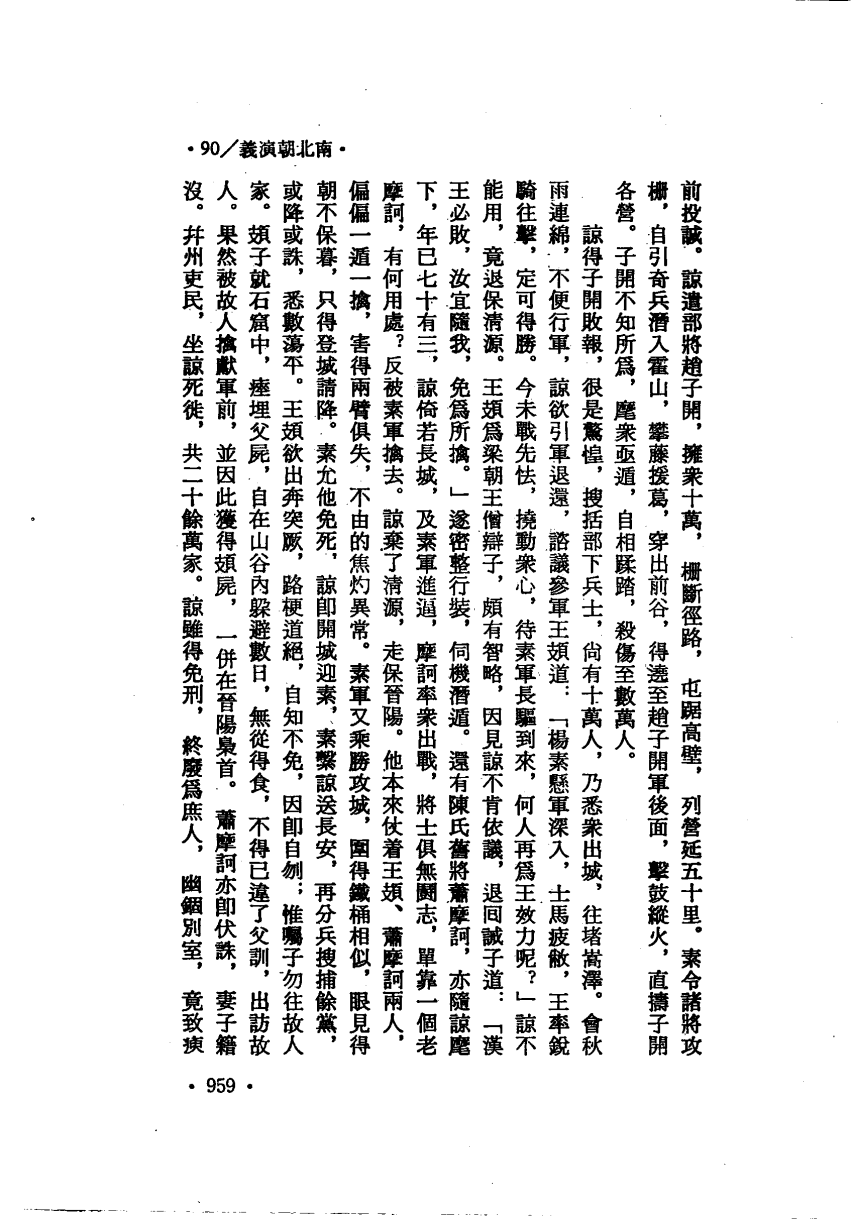 ・90／義演朝北南・
前投誠。諒遣部將趙子開，擁衆十萬，柵斷徑路，屯踞高壁，列營延五十里。素令諸將攻
柵，自引奇兵潛入霍山，攀藤援葛，穿出前谷，得遶至趙子開軍後面，擊鼓縱火，直擣子開
各營。子開不知所爲，麾衆亟遁，自相蹂踏，殺傷至數萬人。
諒得子開敗報，很是驚惶，搜括部下兵士，尙有十萬人，乃悉衆出城，往堵蒿澤。會秋
雨連綿，不便行軍，諒欲引軍退還，諮議參軍王頍道：「楊素懸軍深入，士馬疲敝，王率銳
騎往擊，定可得勝。今未戰先怯，撓動衆心，待素軍長驅到來，何人再爲王效力呢？」諒不
能用，竟退保淸源。王頍爲梁朝王僧辯子，頗有智略，因見諒不肯依議，退囘誡子道：「漢
王必敗，汝宜隨我，免爲所擒。」遂密整行裝，伺機潛遁。還有陳氏舊將蕭摩訶，亦隨諒麾
下，年已七十有三，諒倚若長城，及素軍進逼，摩訶率衆出戰，將士俱無鬭志，單靠一個老
摩訶，有何用處？反被素軍擒去。諒棄了淸源，走保晉陽。他本來仗着王頍、蕭摩訶兩人，
偏偏一遁一擒，害得兩臂俱失，不由的焦灼異常。素軍又乘勝攻城，圍得鐵桶相似，眼見得
朝不保暮，只得登城請降。素允他免死，諒卽開城迎素，素繫諒送長安，再分兵搜捕餘黨，
或降或誅，悉數蕩平。王頍欲出奔突厥，路梗道絕，自知不免，因卽自刎；惟囑子勿往故人
家。頍子就石窟中，瘞埋父屍，自在山谷內躱避數日，無從得食，不得已違了父訓，出訪故
人。果然被故人擒獻軍前，並因此獲得頍屍，一併在晉陽梟首。蕭摩訶亦卽伏誅，妻子籍
沒。幷州吏民，坐諒死徙，共二十餘萬家。諒雖得免刑，終廢爲庶人，幽錮別室，竟致瘐
・959・